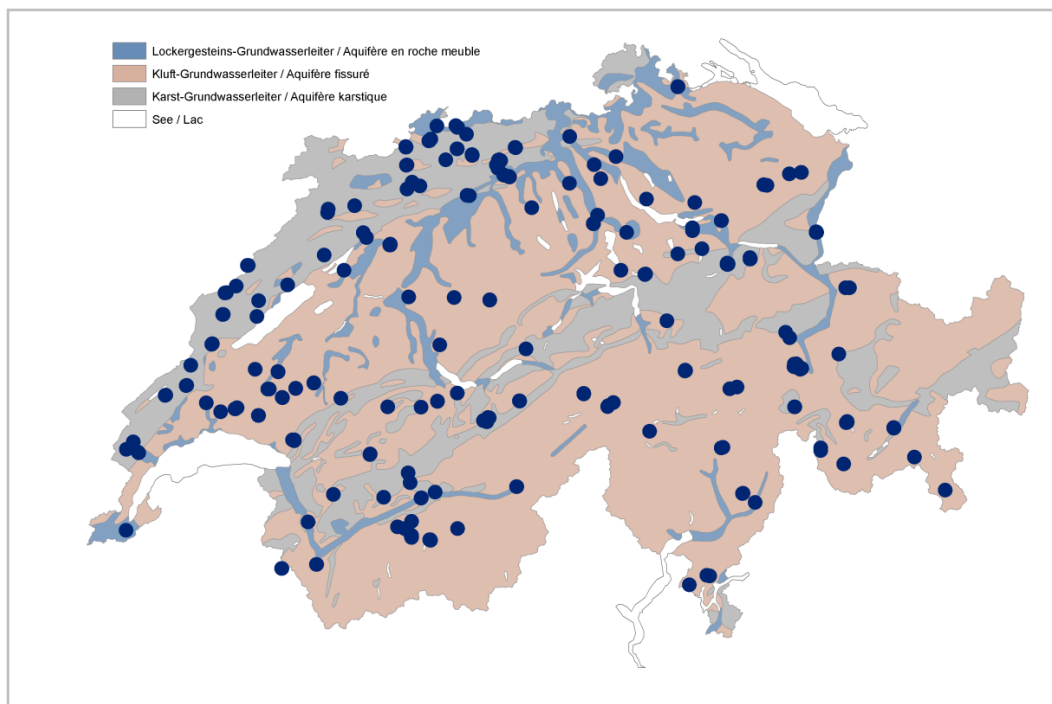 Lockergesteins-Grundwasserleiter / Aquifère en roche meuble
Kluft-Grundwasserleiter / Aquifère fissuré
Karst-Grundwasserleiter / Aquifère karstique
See / Lac